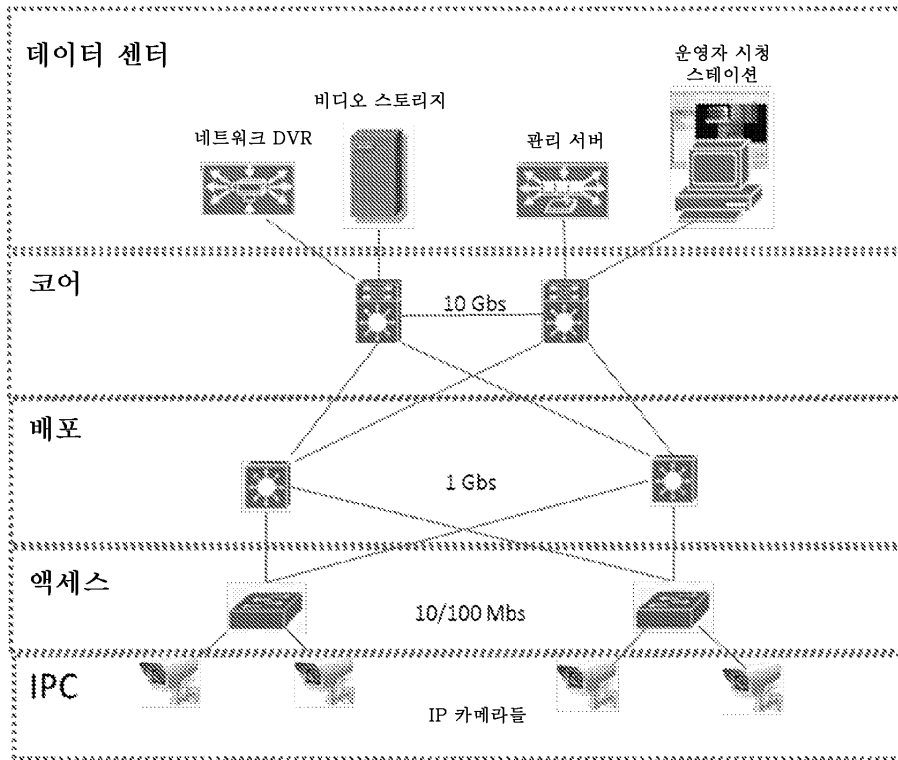 데이터 센터
운영자 시청
스테이션
비디오 스토리지
네트워크 DVR
관리 서버
코어
10 Gbs
배포
1 Gbs
액세스
10/100 Mbs
IPC
IP 카메라들